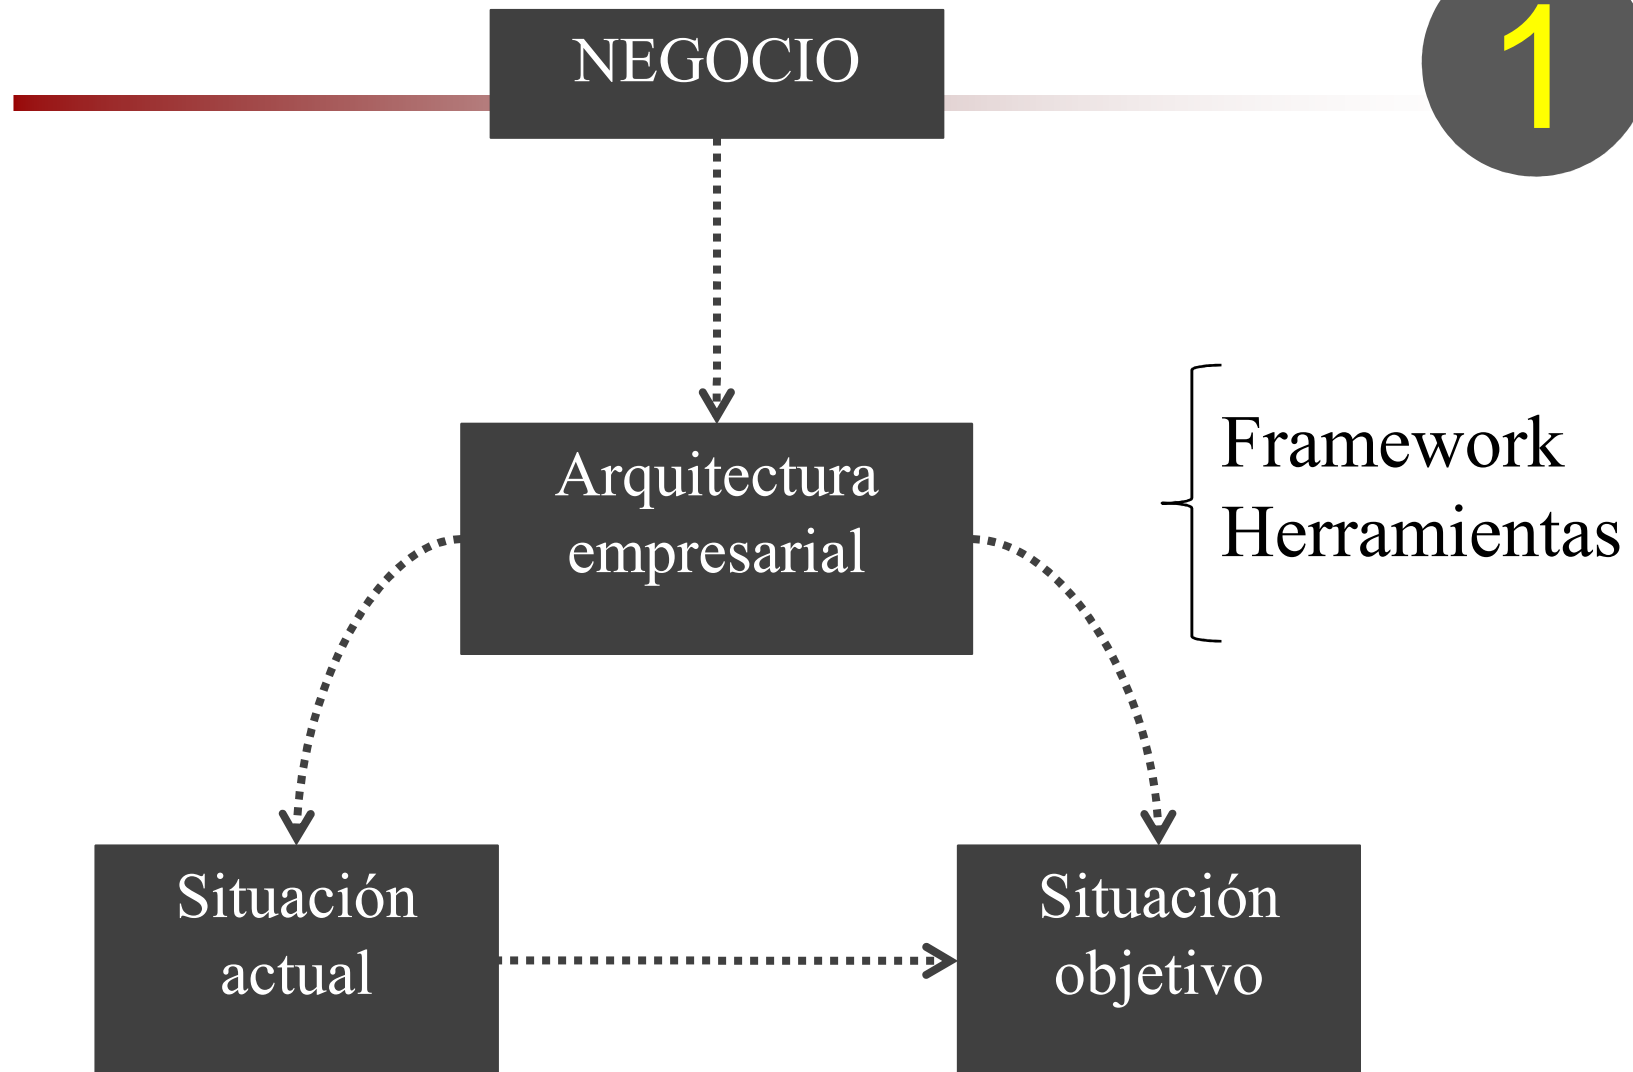 NEGOCIO
1
Arquitectura
empresarial
Framework
Herramientas
Situación
actual
Situación
objetivo